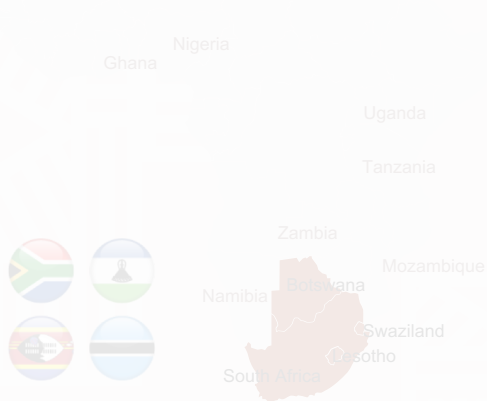 Nigeria
Ghana
Uganda
Tanzania
Zambia
Mozambique
Botswana
Namibia
Swaziland
Lesotho
South Africa